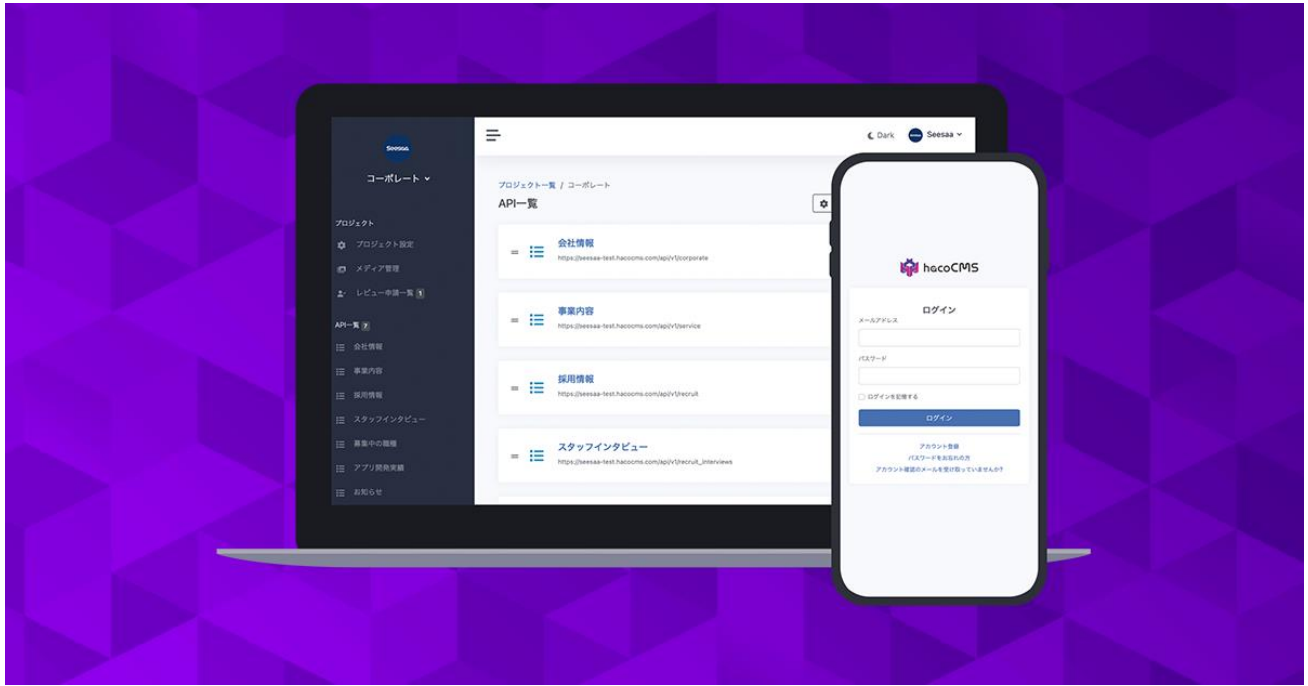 Seesaa
コーポレート
プロジェクト
プロジェクト設定
メディア管理
レビュー申請一覧 1
API一覧 7
会社情報
事業内容
採用情報
スタッフインタビュー
募集中の職種
アプリ開発実績
お知らせ
Dark Seesaa
プロジェクト一覧 / コーポレート
API一覧
会社情報
https://seesaa-test.hacocms.com/api/v1/corporate
事業内容
https://seesaa-test.hacocms.com/api/v1/service
採用情報
https://seesaa-test.hacocms.com/api/v1/recruit
スタッフインタビュー
https://seesaa-test.hacocms.com/api/v1/recruit_interviews
hacoCMS
ログイン
メールアドレス
パスワード
ログインを記憶する
ログイン
アカウント登録
パスワードをお忘れの方
アカウント確認のメールを受け取っていませんか?